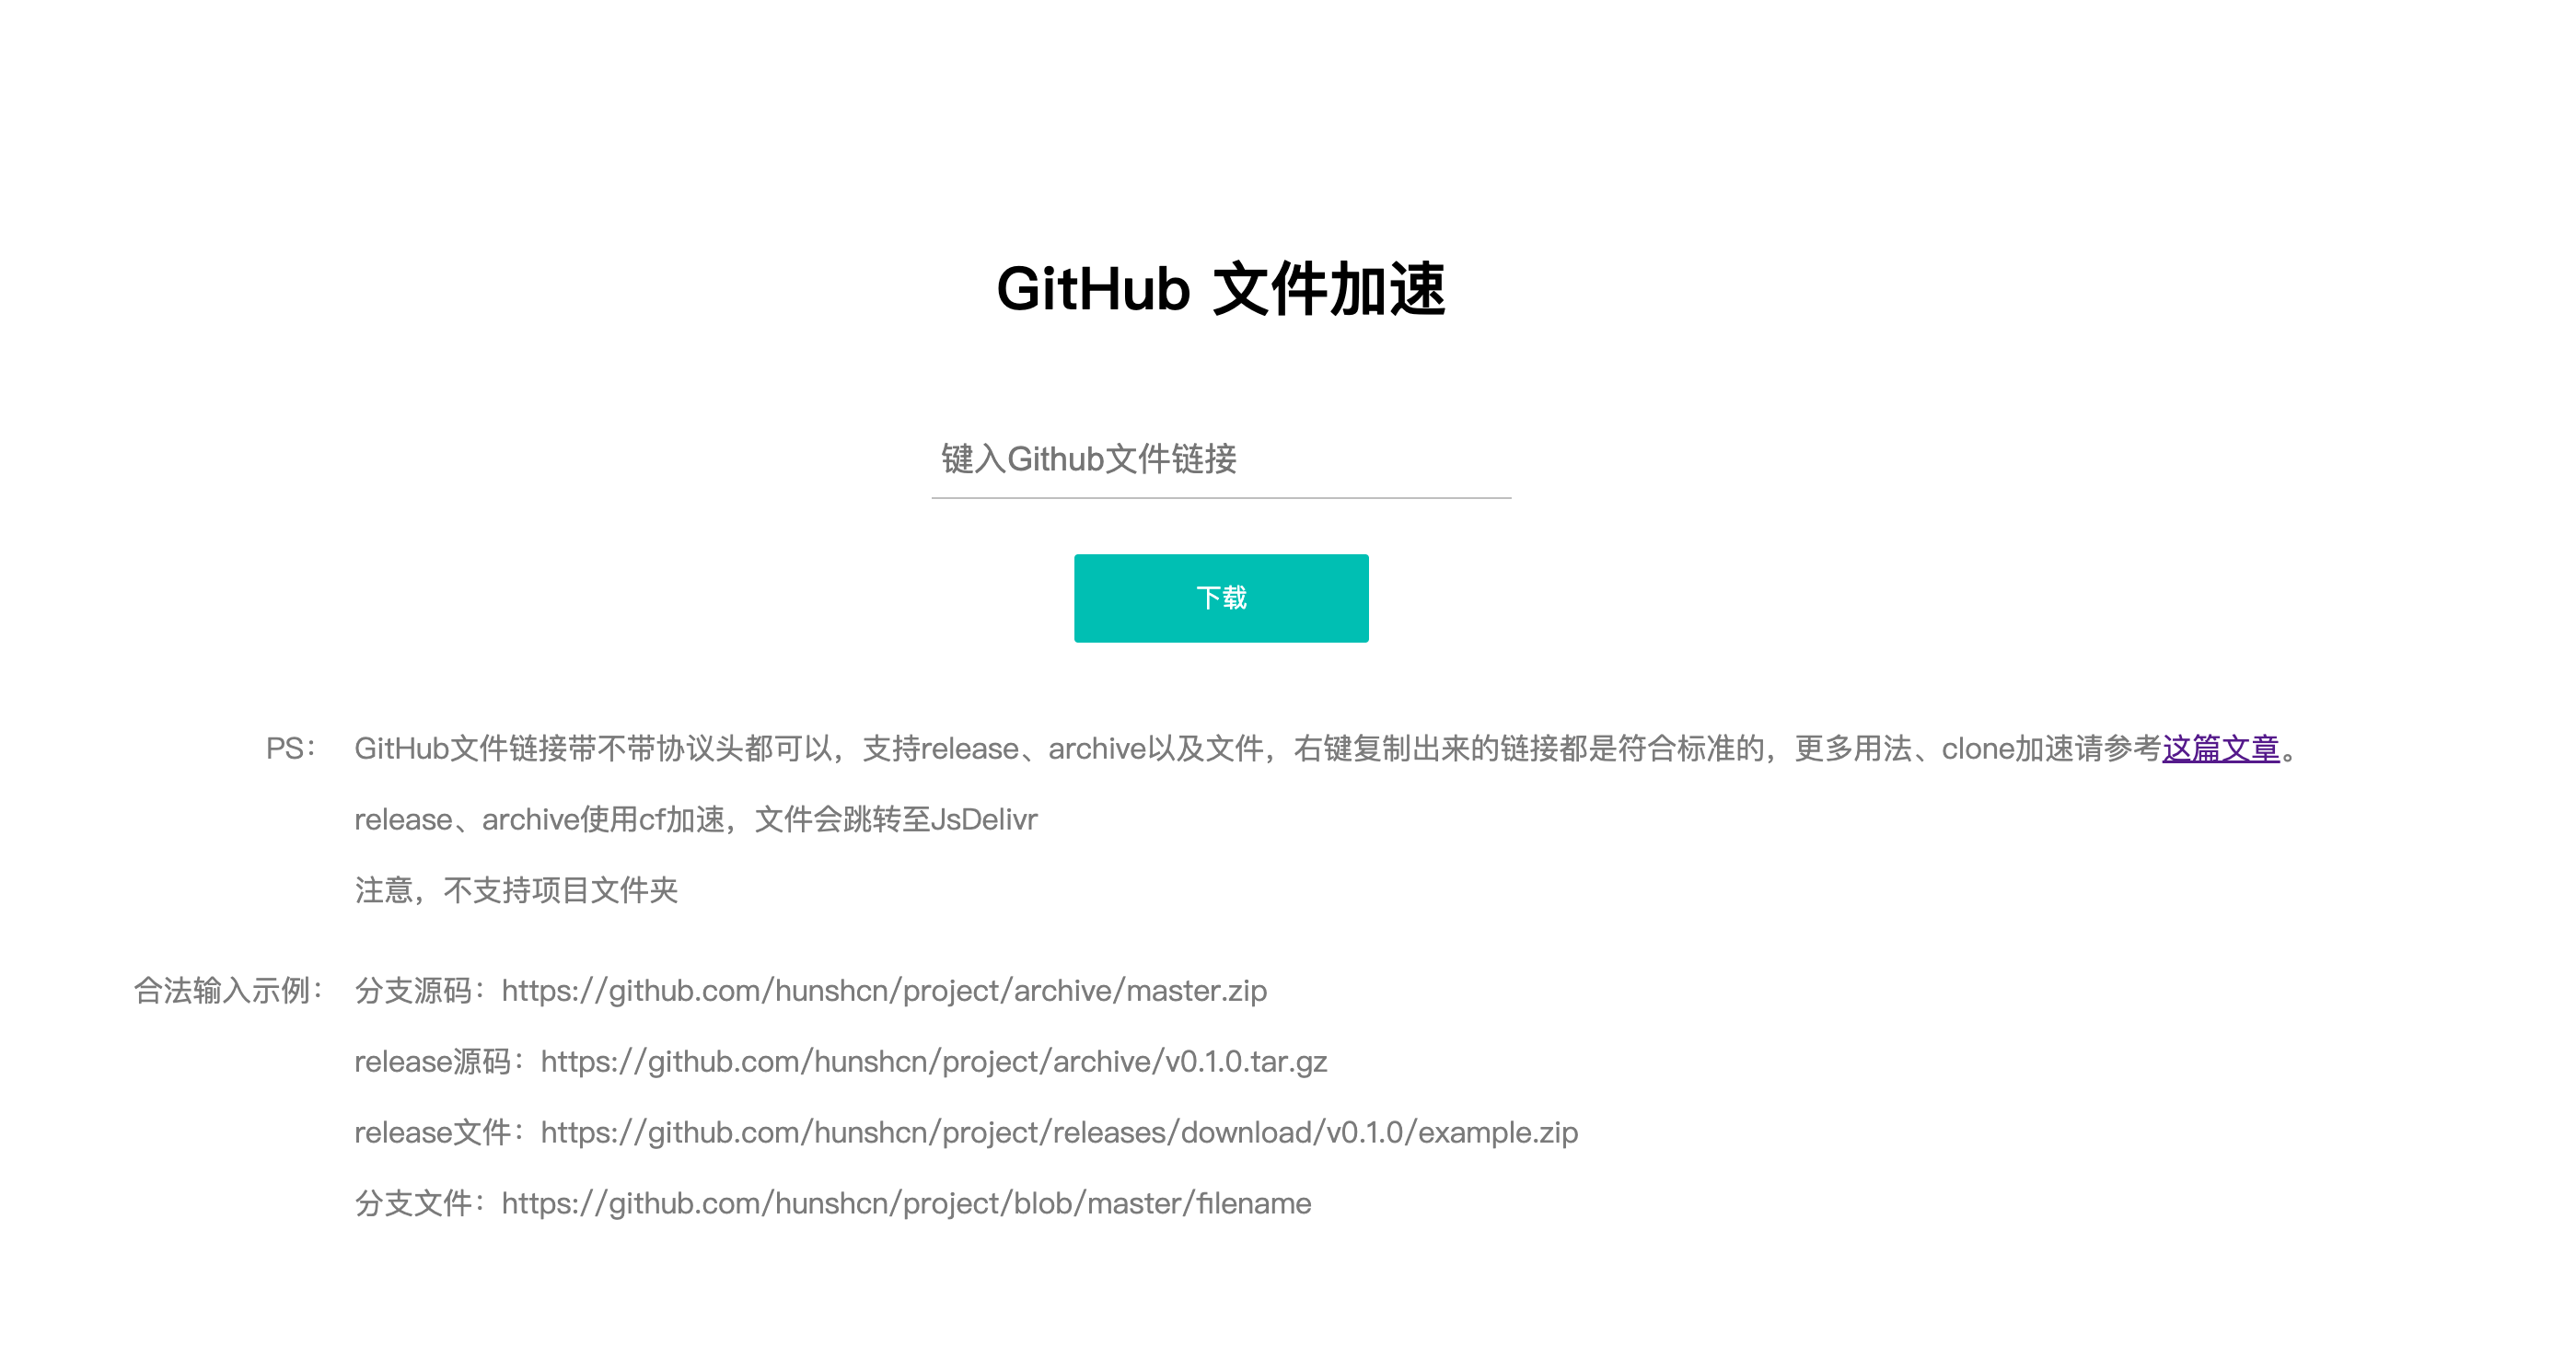 GitHub 文件加速
键入Github文件链接
下载
PS： GitHub文件链接带不带协议头都可以，支持release、archive以及文件，右键复制出来的链接都是符合标准的，更多用法、clone加速请参考这篇文章。
release、archive使用cf加速，文件会跳转至JsDelivr
注意，不支持项目文件夹
合法输入示例： 分支源码：https://github.com/hunshcn/project/archive/master.zip
release源码：https://github.com/hunshcn/project/archive/v0.1.0.tar.gz
release文件：https://github.com/hunshcn/project/releases/download/v0.1.0/example.zip
分支文件：https://github.com/hunshcn/project/blob/master/filename